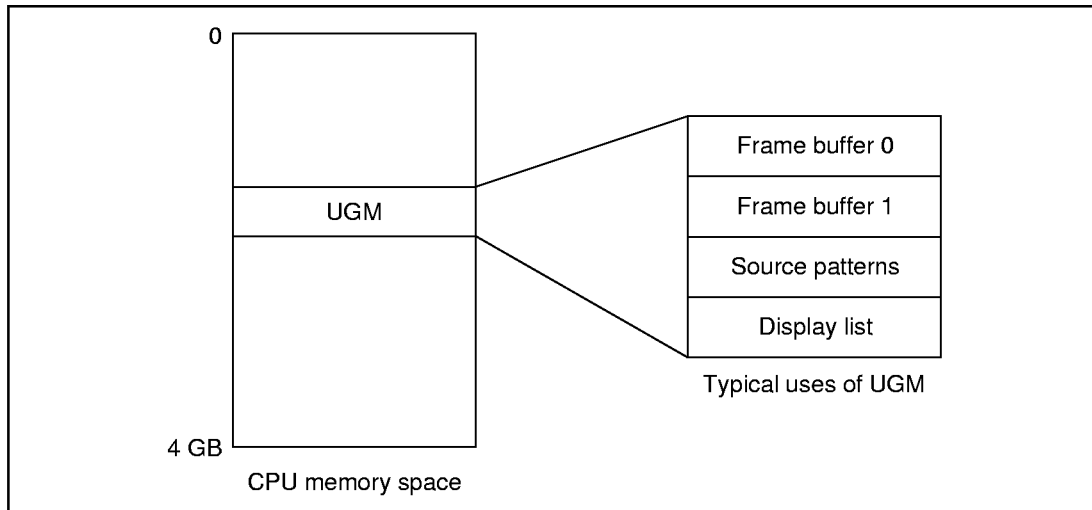 0
UGM
4 GB
CPU memory space
Frame buffer 0
Frame buffer 1
Source patterns
Display list
Typical uses of UGM